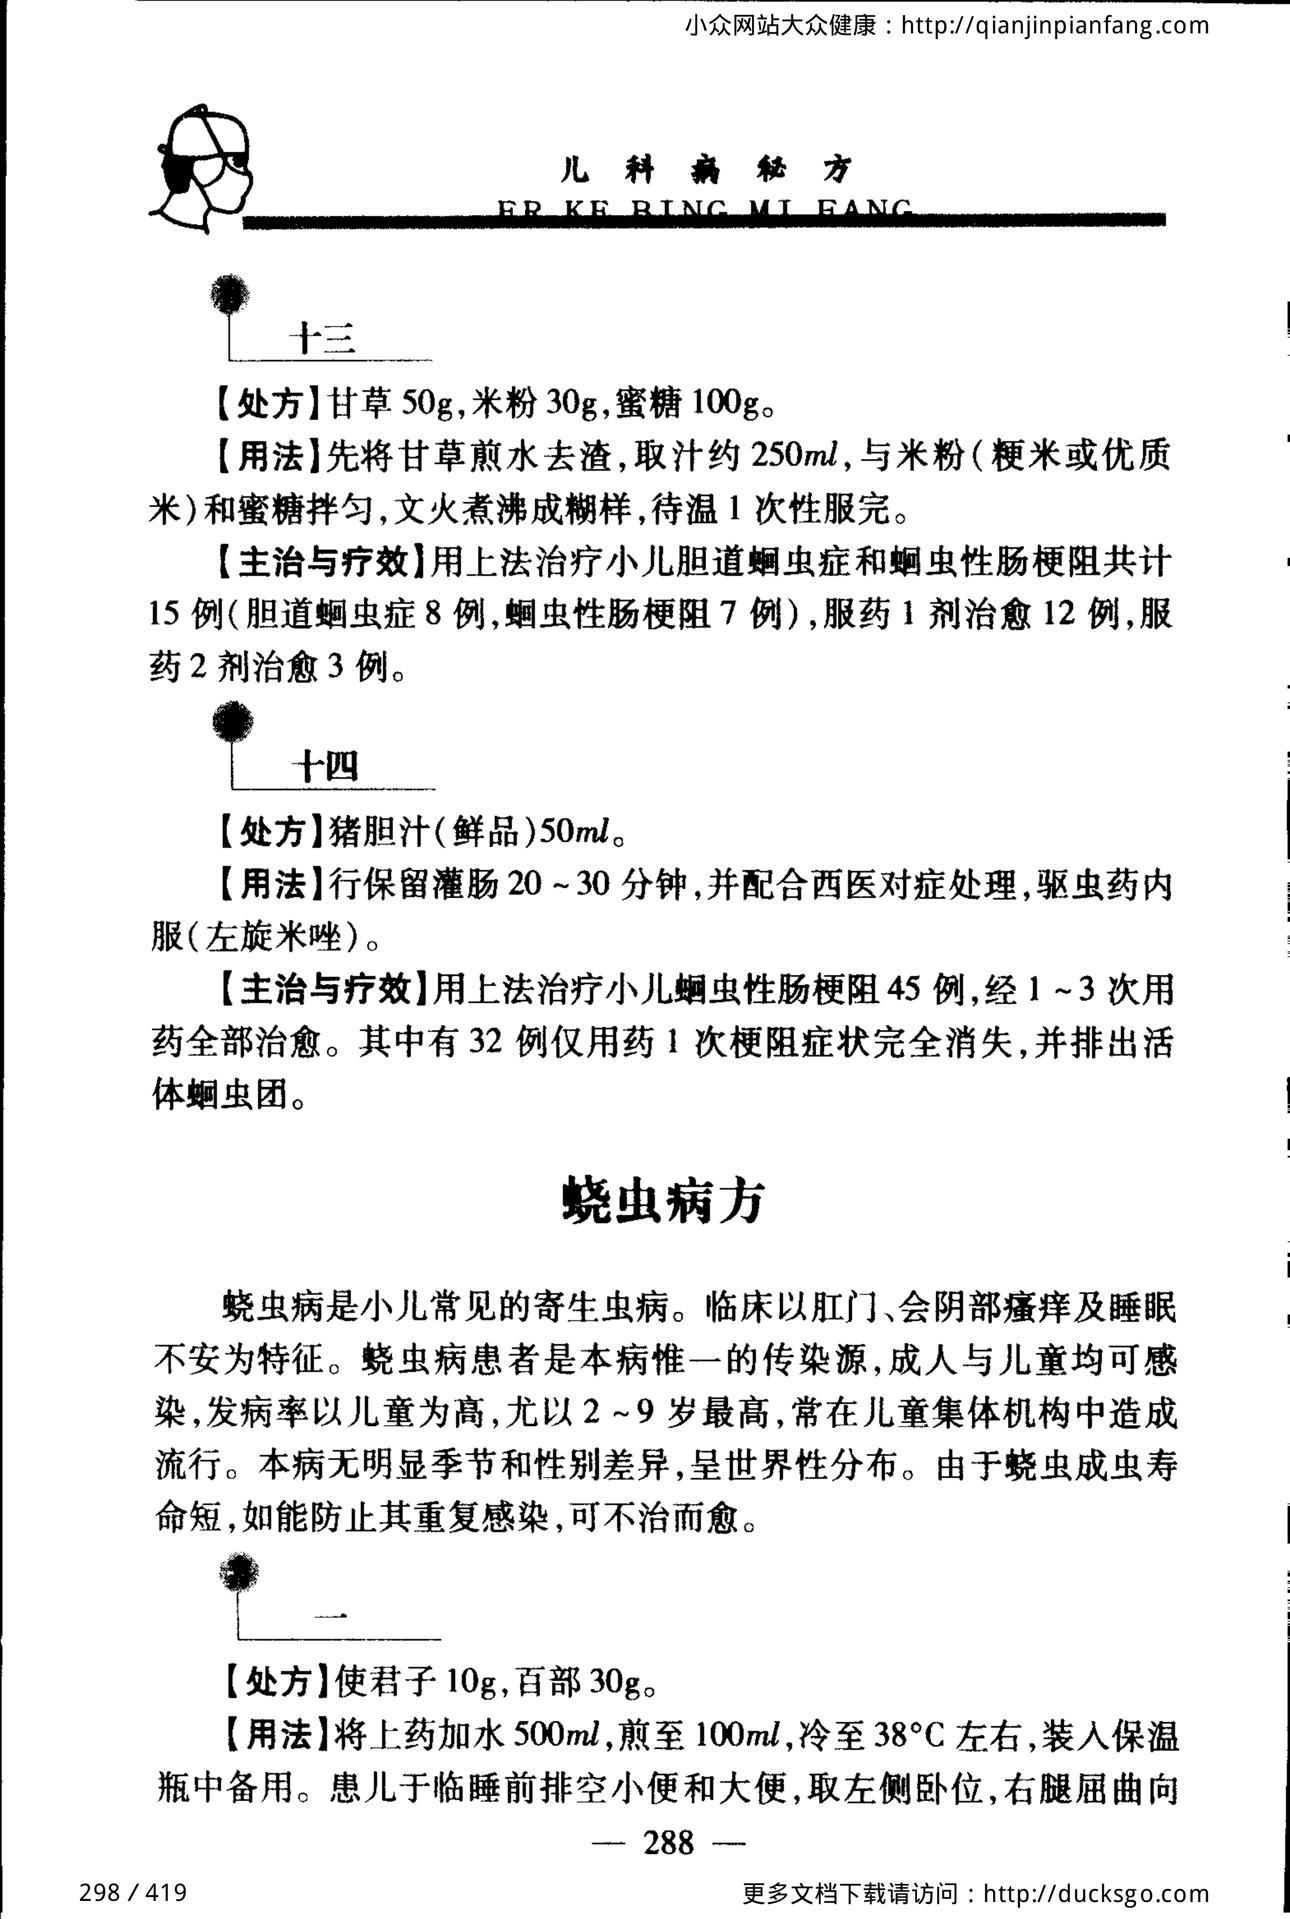 小众网站大众健康：http://qianjinpianfang.com
儿科病秘方
ER KE BING MI FANG
十三
【处方】甘草 50g,米粉 30g,蜜糖 100g。
【用法】先将甘草煎水去渣,取汁约 250ml,与米粉(粳米或优质
米)和蜜糖拌匀,文火煮沸成糊样,待温 1 次性服完。
【主治与疗效】用上法治疗小儿胆道蛔虫症和蛔虫性肠梗阻共计
15 例(胆道蛔虫症 8 例,蛔虫性肠梗阻 7 例),服药 1 剂治愈 12 例,服
药 2 剂治愈 3 例。
十四
【处方】猪胆汁(鲜品)50ml。
【用法】行保留灌肠 20 ~ 30 分钟,并配合西医对症处理,驱虫药内
服(左旋米唑)。
【主治与疗效】用上法治疗小儿蛔虫性肠梗阻 45 例,经 1 ~ 3 次用
药全部治愈。其中有 32 例仅用药 1 次梗阻症状完全消失,并排出活
体蛔虫团。
蛲虫病方
蛲虫病是小儿常见的寄生虫病。临床以肛门、会阴部瘙痒及睡眠
不安为特征。蛲虫病患者是本病惟一的传染源,成人与儿童均可感
染,发病率以儿童为高,尤以 2 ~ 9 岁最高,常在儿童集体机构中造成
流行。本病无明显季节和性别差异,呈世界性分布。由于蛲虫成虫寿
命短,如能防止其重复感染,可不治而愈。
一
【处方】使君子 10g,百部 30g。
【用法】将上药加水 500ml,煎至 100ml,冷至 38°C 左右,装入保温
瓶中备用。患儿于临睡前排空小便和大便,取左侧卧位,右腿屈曲向
— 288 —
298 / 419
更多文档下载请访问：http://ducksgo.com